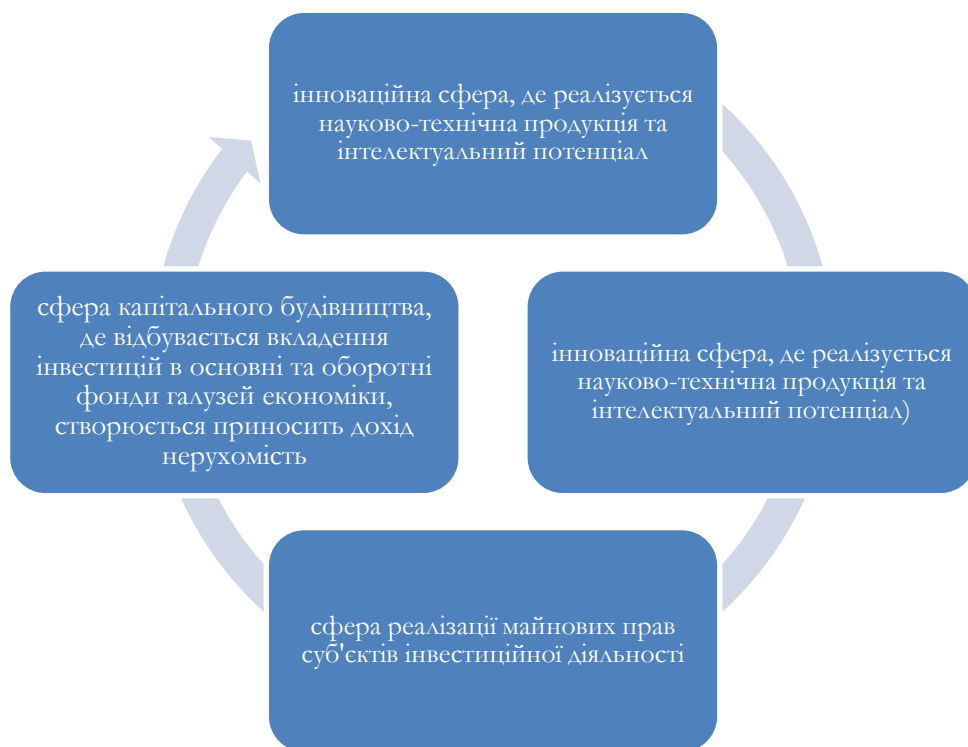 інноваційна сфера, де реалізується
науково-технічна продукція та
інтелектуальний потенціал
сфера капітального будівництва,
де відбувається вкладення
інвестицій в основні та оборотні
фонди галузей економіки,
створюється приносить дохід
нерухомість
інноваційна сфера, де реалізується
науково-технічна продукція та
інтелектуальний потенціал)
сфера реалізації майнових прав
суб'єктів інвестиційної діяльності